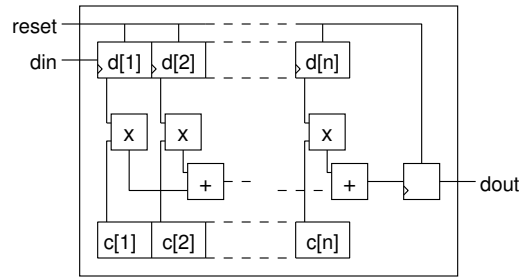 reset
din d[1] d[2] d[n]
x x x
+ + dout
c[1] c[2] c[n]